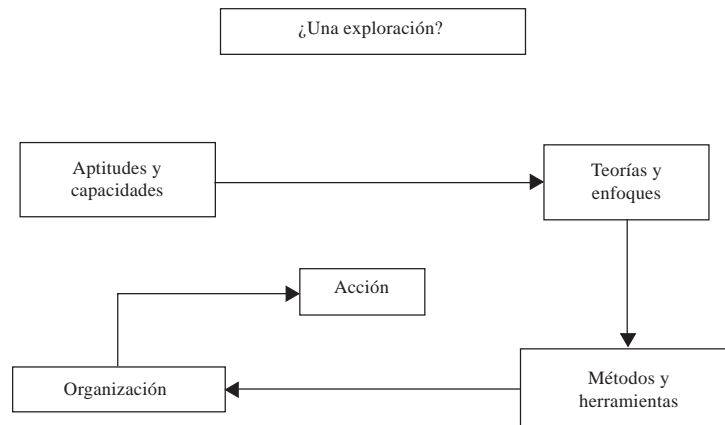 ¿Una exploración?
Aptitudes y
capacidades
Teorías y
enfoques
Acción
Organización
Métodos y
herramientas